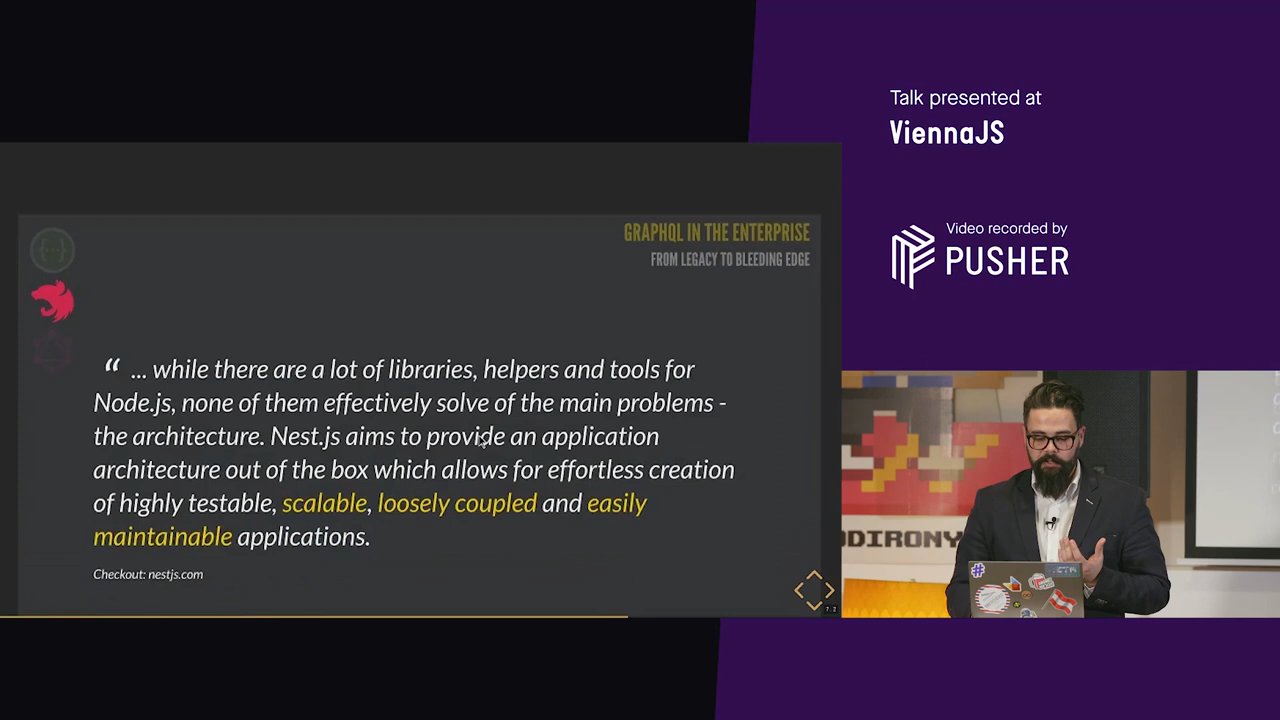 Talk presented at
ViennaJS
Video recorded by
PUSHER
GRAPHQL IN THE ENTERPRISE
FROM LEGACY TO BLEEDING EDGE
“ ... while there are a lot of libraries, helpers and tools for
Node.js, none of them effectively solve of the main problems -
the architecture. Nest.js aims to provide an application
architecture out of the box which allows for effortless creation
of highly testable, scalable, loosely coupled and easily
maintainable applications.
Checkout: nestjs.com
7.2
ODIRONY